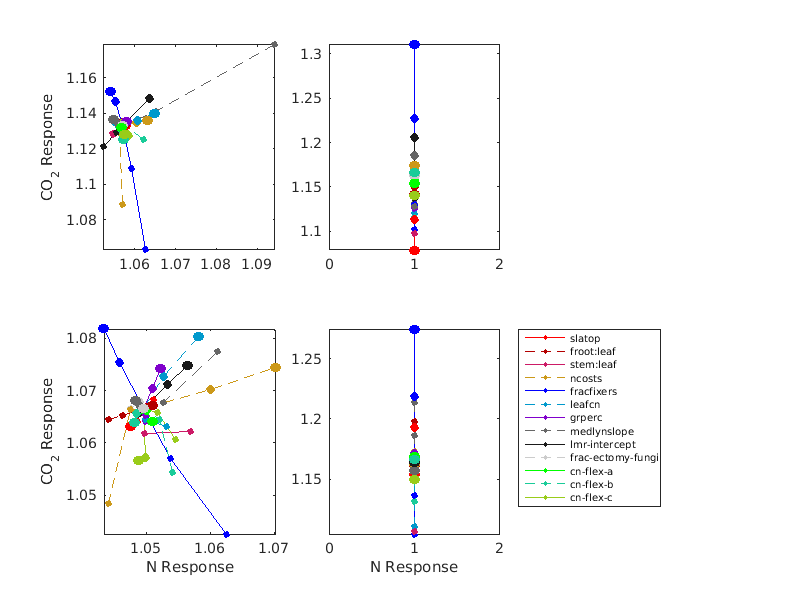 1.16
1.14
1.12
1.1
1.08
CO2 Response
1.06 1.07 1.08 1.09
1.3
1.25
1.2
1.15
1.1
0 1 2
1.08
1.07
1.06
1.05
CO2 Response
1.05 1.06 1.07
N Response
1.25
1.2
1.15
0 1 2
N Response
slatop
froot:leaf
stem:leaf
ncosts
fracfixers
leafcn
grperc
medlynslope
lmr-intercept
frac-ectomy-fungi
cn-flex-a
cn-flex-b
cn-flex-c